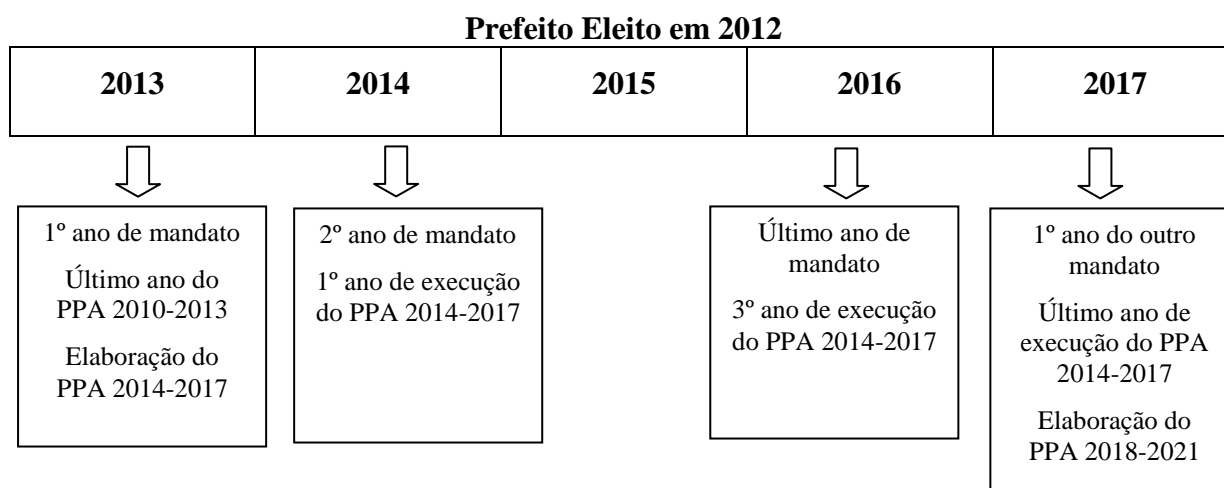 Prefeito Eleito em 2012
2013
2014
2015
2016
2017
1º ano de mandato
Último ano do
PPA 2010-2013
Elaboração do
PPA 2014-2017
2º ano de mandato
1º ano de execução
do PPA 2014-2017
Último ano de
mandato
3º ano de execução
do PPA 2014-2017
1º ano do outro
mandato
Último ano de
execução do PPA
2014-2017
Elaboração do
PPA 2018-2021